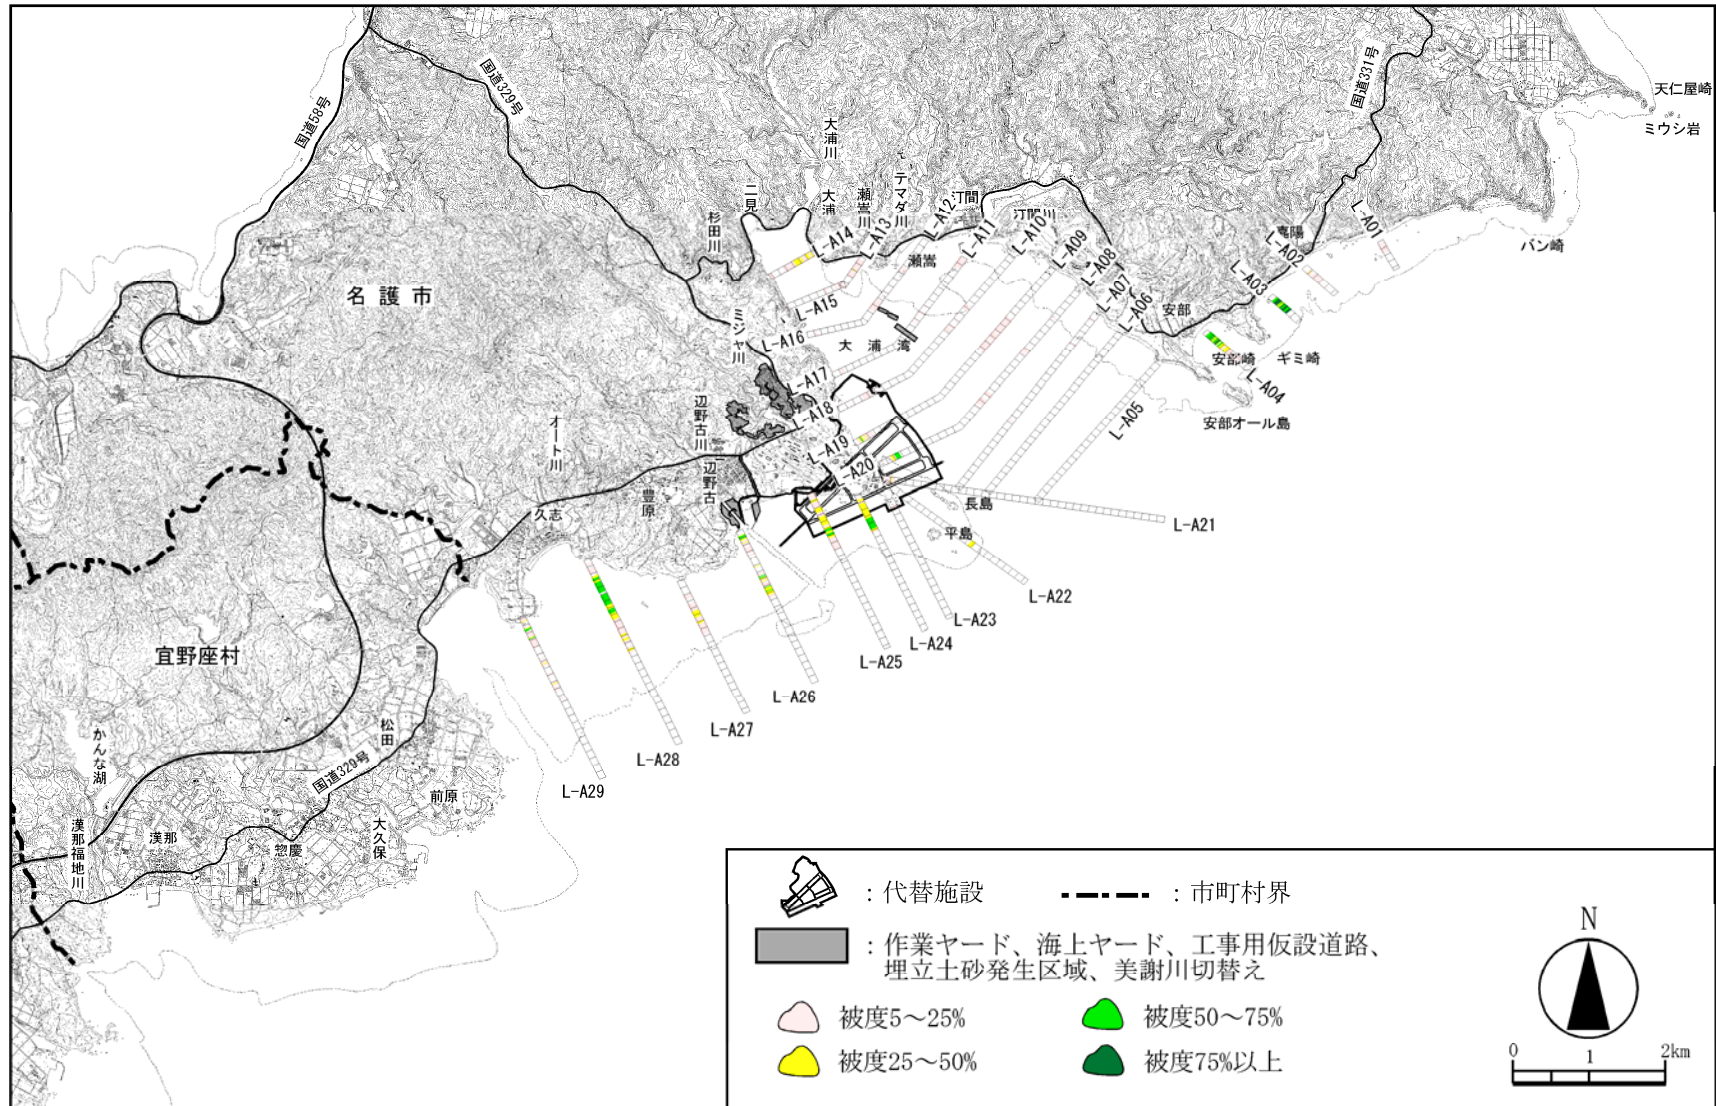 国道58号
国道329号
国道331号
天仁屋崎
ミウシ岩
バン崎
大浦川
大浦
瀬嵩川
テマダ川
二見
杉田川
汀間
汀間川
瀬嵩
嘉陽
安部
安部崎
ギミ崎
安部オール島
名護市
ミジャ川
大浦湾
辺野古川
辺野古
オート川
豊原
久志
長島
平島
L-A01
L-A02
L-A03
L-A04
L-A05
L-A06
L-A07
L-A08
L-A09
L-A10
L-A11
L-A12
L-A13
L-A14
L-A15
L-A16
L-A17
L-A18
L-A19
L-A20
L-A21
L-A22
L-A23
L-A24
L-A25
L-A26
L-A27
L-A28
L-A29
宜野座村
かんな湖
松田
国道329号
前原
大久保
惣慶
漢那
漢那福地川
:代替施設
:市町村界
:作業ヤード、海上ヤード、工事用仮設道路、
埋立土砂発生区域、美謝川切替え
被度5～25%
被度50～75%
被度25～50%
被度75%以上
N
0 1 2km